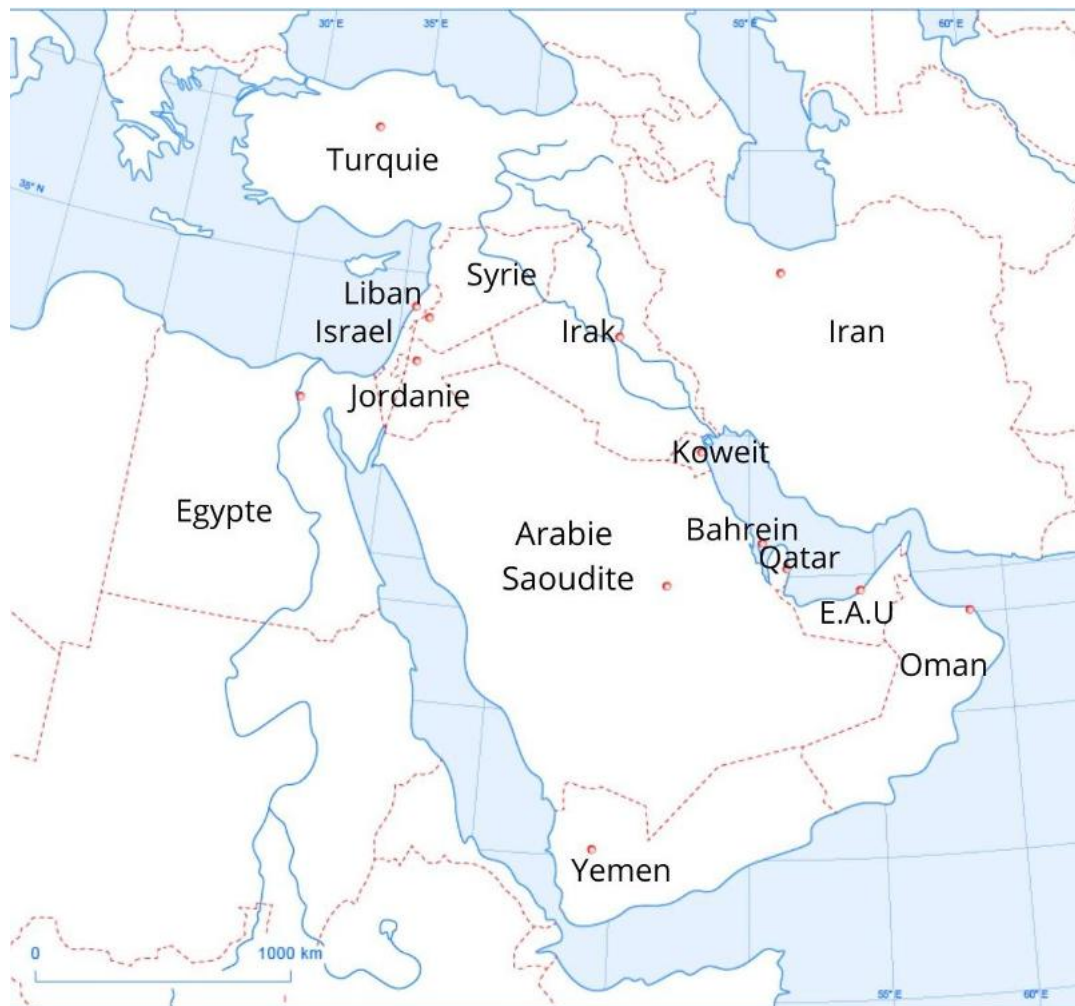 30° E
35° E
50° E
60° E
Turquie
35° N
Syrie
Liban
Israel
Irak
Iran
Jordanie
Koweit
Egypte
Bahrein
Arabie
Saoudite
Qatar
E.A.U
Oman
Yemen
0
1000 km
55° E
60° E